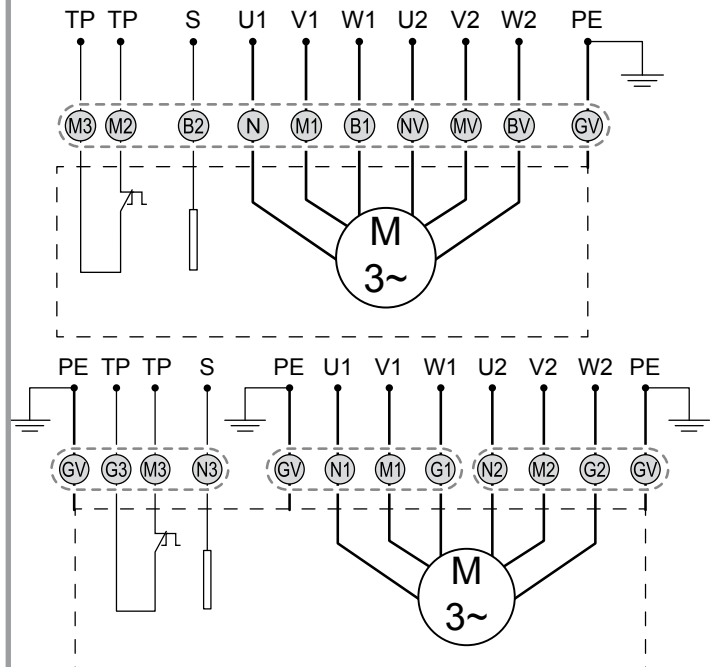 TP TP S U1 V1 W1 U2 V2 W2 PE
M3 M2 B2 N M1 B1 NV MV BV GV
M
3~
PE TP TP S PE U1 V1 W1 U2 V2 W2 PE
GV G3 M3 N3 GV N1 M1 G1 N2 M2 G2 GV
M
3~